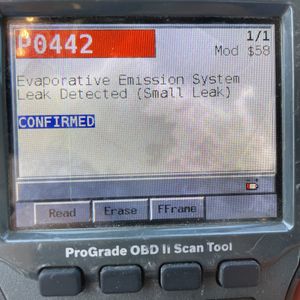 P0442
1/1
Mod $58
Evaporative Emission System
Leak Detected (Small Leak)
CONFIRMED
Read Erase FFrame
ProGrade OBD II Scan Tool